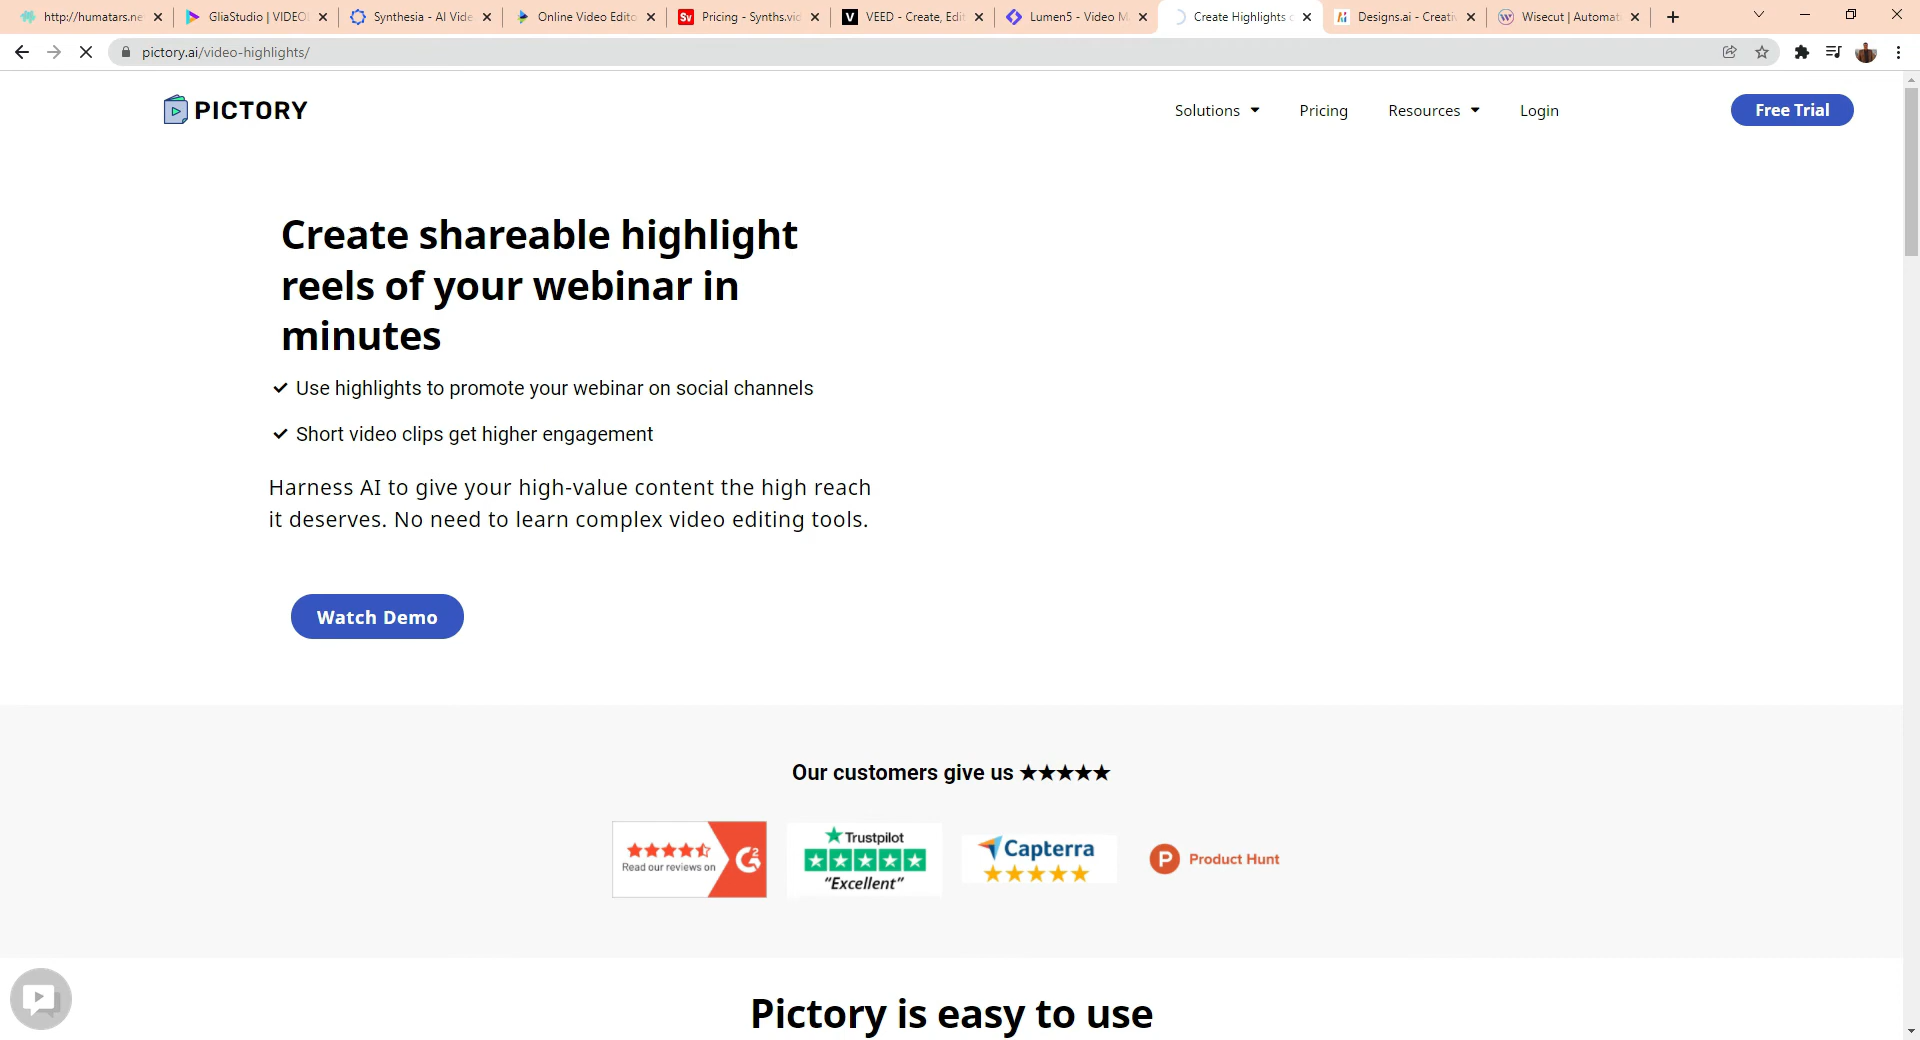 http://humatars.ne
GliaStudio | VIDEO
Synthesia - AI Vide
Online Video Edito
Sv
Pricing - Synths.vid
V
VEED - Create, Edit
Lumen5 - Video M
Create Highlights o
Designs.ai - Creativ
Wisecut | Automat
pictory.ai/video-highlights/
PICTORY
Solutions
Pricing
Resources
Login
Free Trial
Create shareable highlight
reels of your webinar in
minutes
Use highlights to promote your webinar on social channels
Short video clips get higher engagement
Harness AI to give your high-value content the high reach
it deserves. No need to learn complex video editing tools.
Watch Demo
Our customers give us ★★★★★
Read our reviews on
G2
Trustpilot
"Excellent"
Capterra
P
Product Hunt
Pictory is easy to use